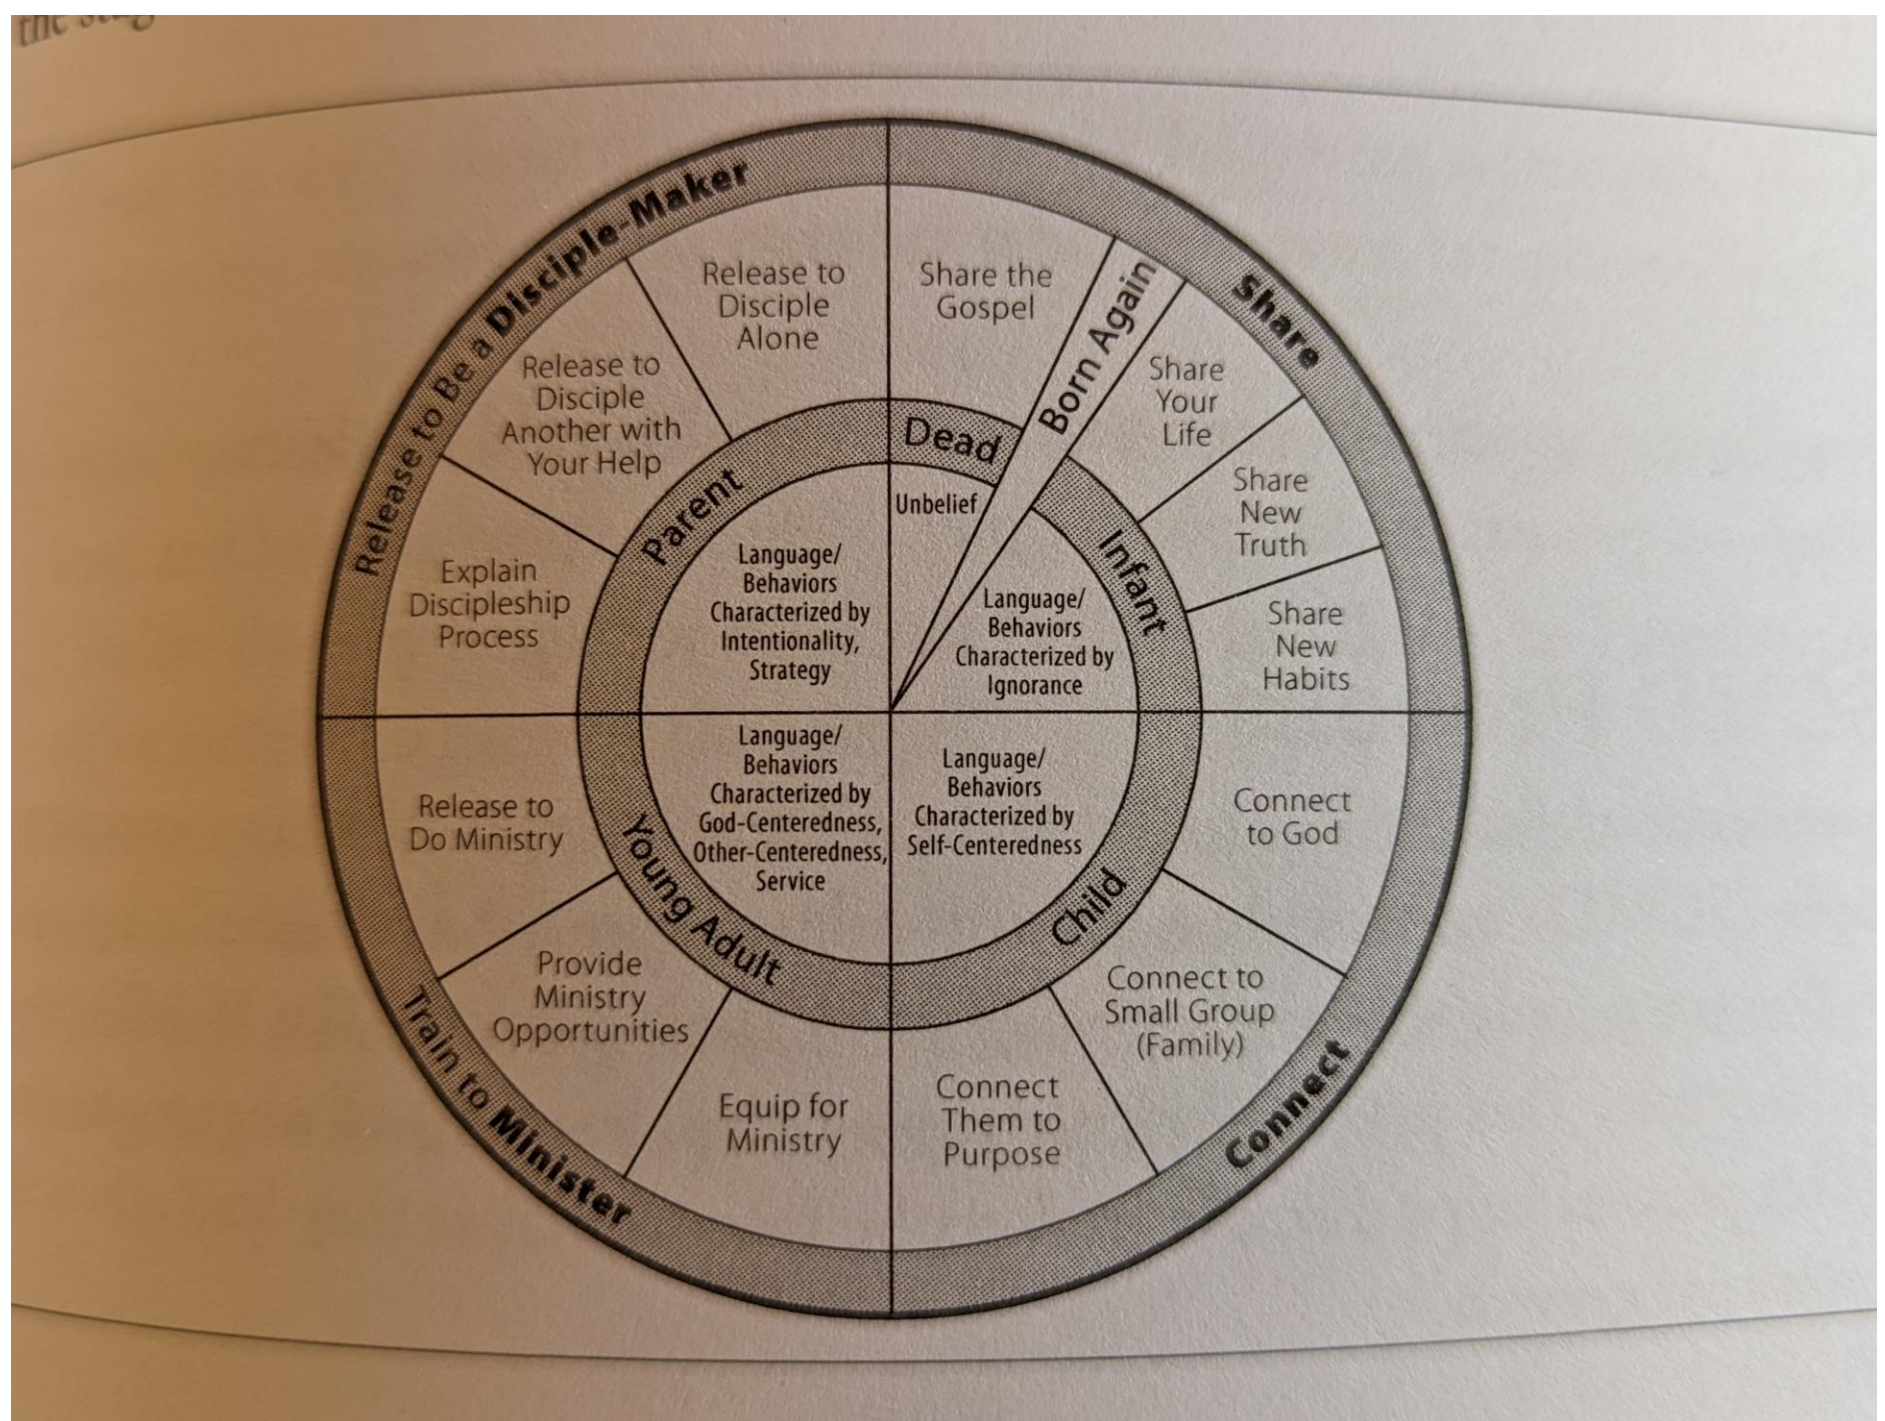 the stag
Release to Be a Disciple-Maker
Share
Connect
Train to Minister
Share the
Gospel
Born Again
Share
Your
Life
Share
New
Truth
Share
New
Habits
Connect
to God
Connect to
Small Group
(Family)
Connect
Them to
Purpose
Equip for
Ministry
Provide
Ministry
Opportunities
Release to
Do Ministry
Explain
Discipleship
Process
Release to
Disciple
Another with
Your Help
Release to
Disciple
Alone
Dead
Infant
Child
Young Adult
Parent
Unbelief
Language/
Behaviors
Characterized by
Ignorance
Language/
Behaviors
Characterized by
Self-Centeredness
Language/
Behaviors
Characterized by
God-Centeredness,
Other-Centeredness,
Service
Language/
Behaviors
Characterized by
Intentionality,
Strategy